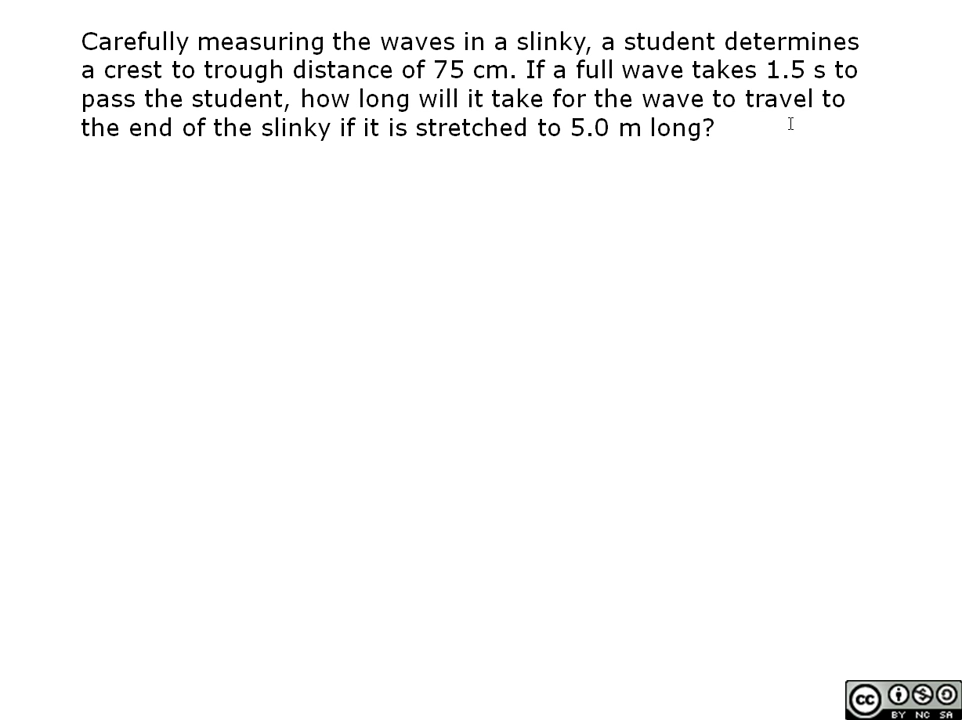 Carefully measuring the waves in a slinky, a student determines
a crest to trough distance of 75 cm. If a full wave takes 1.5 s to
pass the student, how long will it take for the wave to travel to
the end of the slinky if it is stretched to 5.0 m long?
cc
BY NC SA